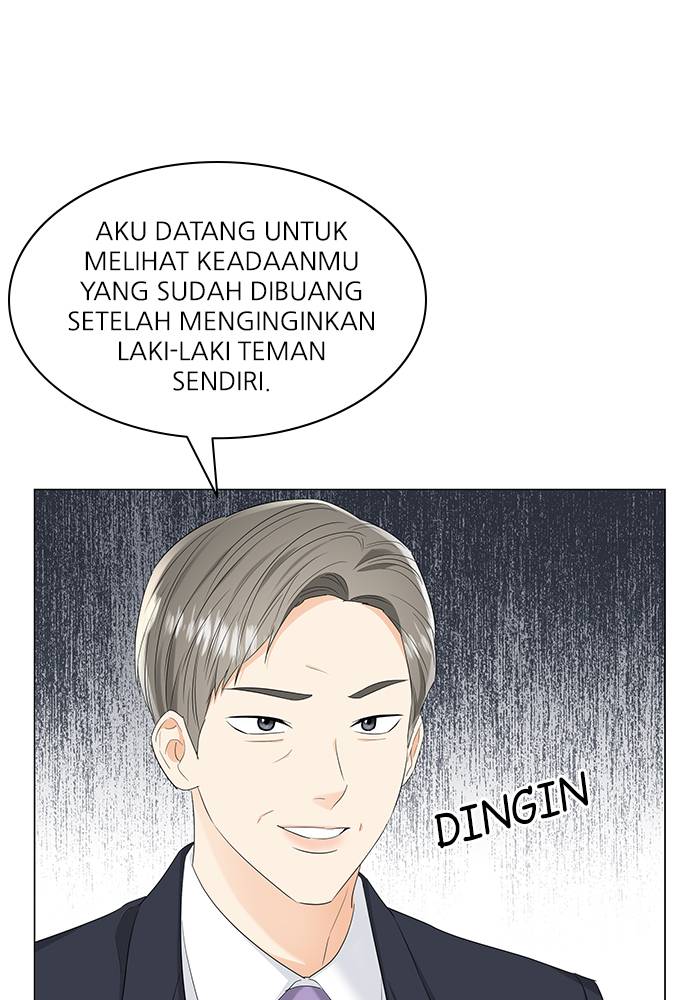 AKU DATANG UNTUK
MELIHAT KEADAANMU
YANG SUDAH DIBUANG
SETELAH MENGINGINKAN
LAKI-LAKI TEMAN
SENDIRI.
DINGIN